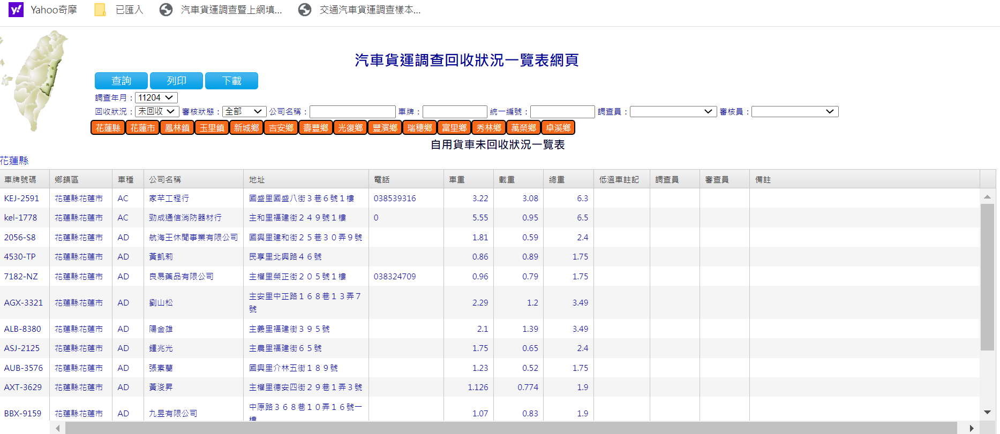 Yahoo奇摩 已匯入 汽車貨運調查暨上網填... 交通汽車貨運調查樣本...
汽車貨運調查回收狀況一覽表網頁
查詢 列印 下載
調查年月：11204
回收狀況：未回收 審核狀態：全部 公司名稱： 車牌： 統一編號： 調查員： 審核員：
花蓮縣 花蓮市 鳳林鎮 玉里鎮 新城鄉 吉安鄉 壽豐鄉 光復鄉 豐濱鄉 瑞穗鄉 富里鄉 秀林鄉 萬榮鄉 卓溪鄉
自用貨車未回收狀況一覽表
花蓮縣
車牌號碼 鄉鎮區 車種 公司名稱 地址 電話 車重 載重 總重 低溫車註記 調查員 審查員 備註
KEJ-2591 花蓮縣花蓮市 AC 家芊工程行 國盛里國盛八街３巷６號１樓 038539316 3.22 3.08 6.3
kel-1778 花蓮縣花蓮市 AC 勁成通信消防器材行 主和里福建街２４９號１樓 0 5.55 0.95 6.5
2056-S8 花蓮縣花蓮市 AD 航海王休閒事業有限公司 國興里建和街２５巷３０弄９號 1.81 0.59 2.4
4530-TP 花蓮縣花蓮市 AD 黃凱莉 民享里北興路４６號 0.86 0.89 1.75
7182-NZ 花蓮縣花蓮市 AD 良易藥品有限公司 主權里榮正街２０５號１樓 038324709 0.96 0.79 1.75
AGX-3321 花蓮縣花蓮市 AD 劉山松 主安里中正路１６８巷１３弄７ 2.29 1.2 3.49
號
ALB-8380 花蓮縣花蓮市 AD 陽金雄 主義里福建街３９５號 2.1 1.39 3.49
ASJ-2125 花蓮縣花蓮市 AD 鍾兆光 主農里福建街６５號 1.75 0.65 2.4
AUB-3576 花蓮縣花蓮市 AD 張素蘭 國興里介林五街１８９號 1.23 0.52 1.75
AXT-3629 花蓮縣花蓮市 AD 黃浚昇 主權里德安四街２９巷１弄３號 1.126 0.774 1.9
BBX-9159 花蓮縣花蓮市 AD 九昱有限公司 中原路３６８巷１０弄１６號一 1.07 0.83 1.9
樓